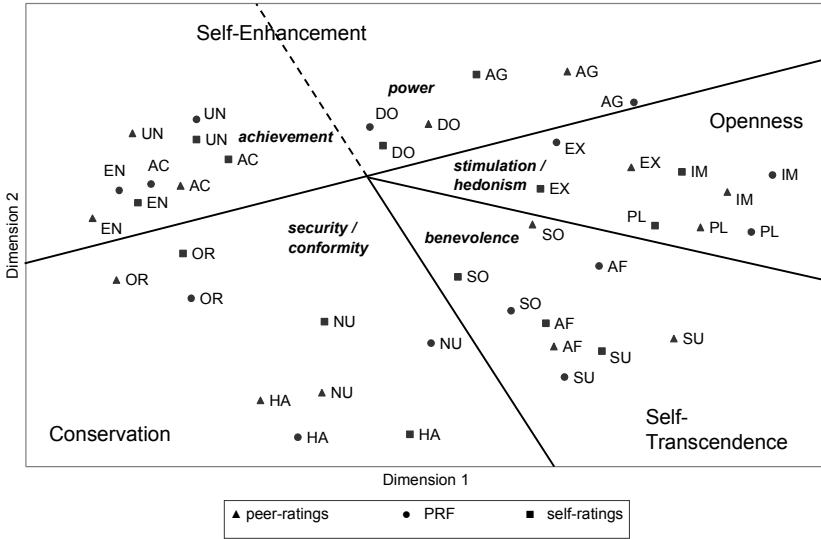 Self-Enhancement
AG
AG
power
AG
UN
DO
DO
Openness
UN
UN
achievement
DO
EX
AC
stimulation /
hedonism
EX
IM
IM
EN
AC
AC
EX
IM
EN
EN
security /
conformity
benevolence
SO
PL
PL
PL
Dimension 2
OR
OR
SO
AF
OR
SO
NU
AF
NU
AF
SU
SU
NU
SU
HA
Conservation
HA
HA
Self-
Transcendence
Dimension 1
peer-ratings PRF self-ratings